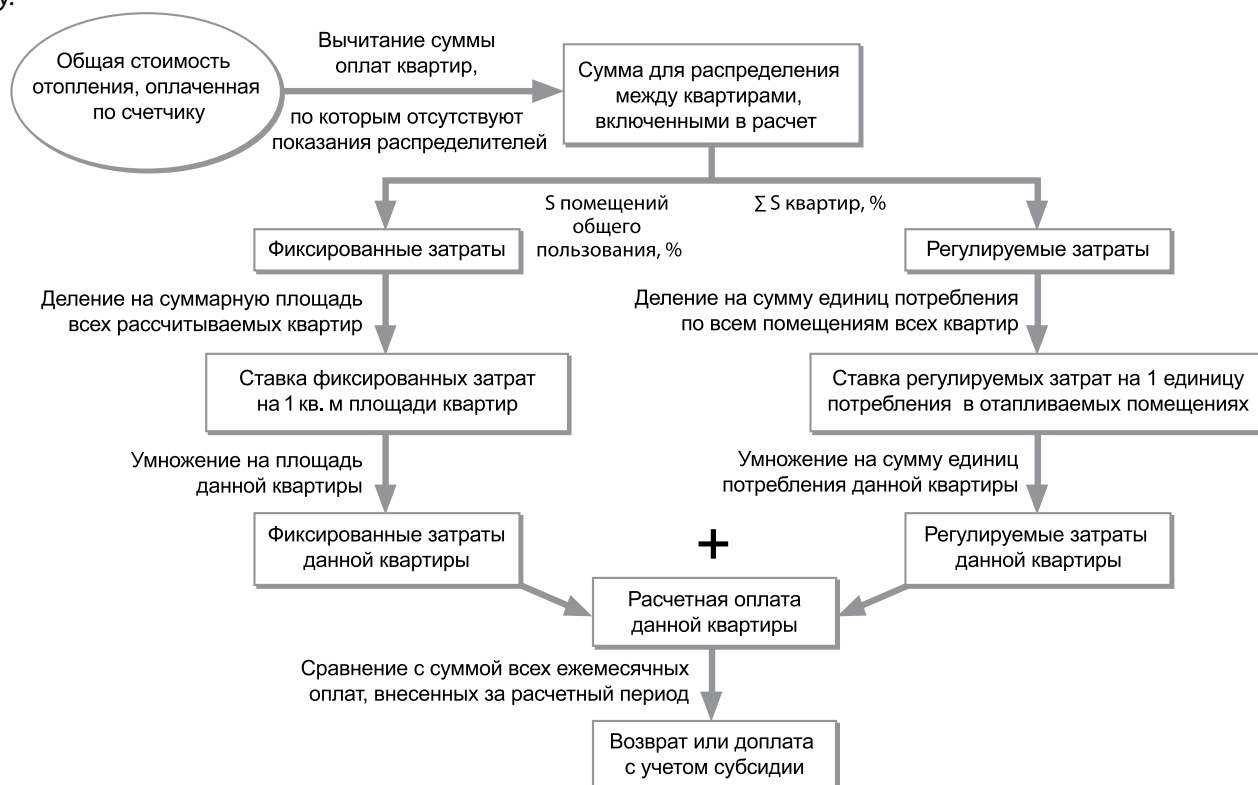 у.
Общая стоимость
отопления, оплаченная
по счетчику
Вычитание суммы
оплат квартир,
по которым отсутствуют
показания распределителей
Сумма для распределения
между квартирами,
включенными в расчет
S помещений
общего
пользования, %
∑ S квартир, %
Фиксированные затраты
Регулируемые затраты
Деление на суммарную площадь
всех рассчитываемых квартир
Деление на сумму единиц потребления
по всем помещениям всех квартир
Ставка фиксированных затрат
на 1 кв. м площади квартир
Ставка регулируемых затрат на 1 единицу
потребления в отапливаемых помещениях
Умножение на площадь
данной квартиры
Умножение на сумму единиц
потребления данной квартиры
Фиксированные затраты
данной квартиры
+
Регулируемые затраты
данной квартиры
Расчетная оплата
данной квартиры
Сравнение с суммой всех ежемесячных
оплат, внесенных за расчетный период
Возврат или доплата
с учетом субсидии